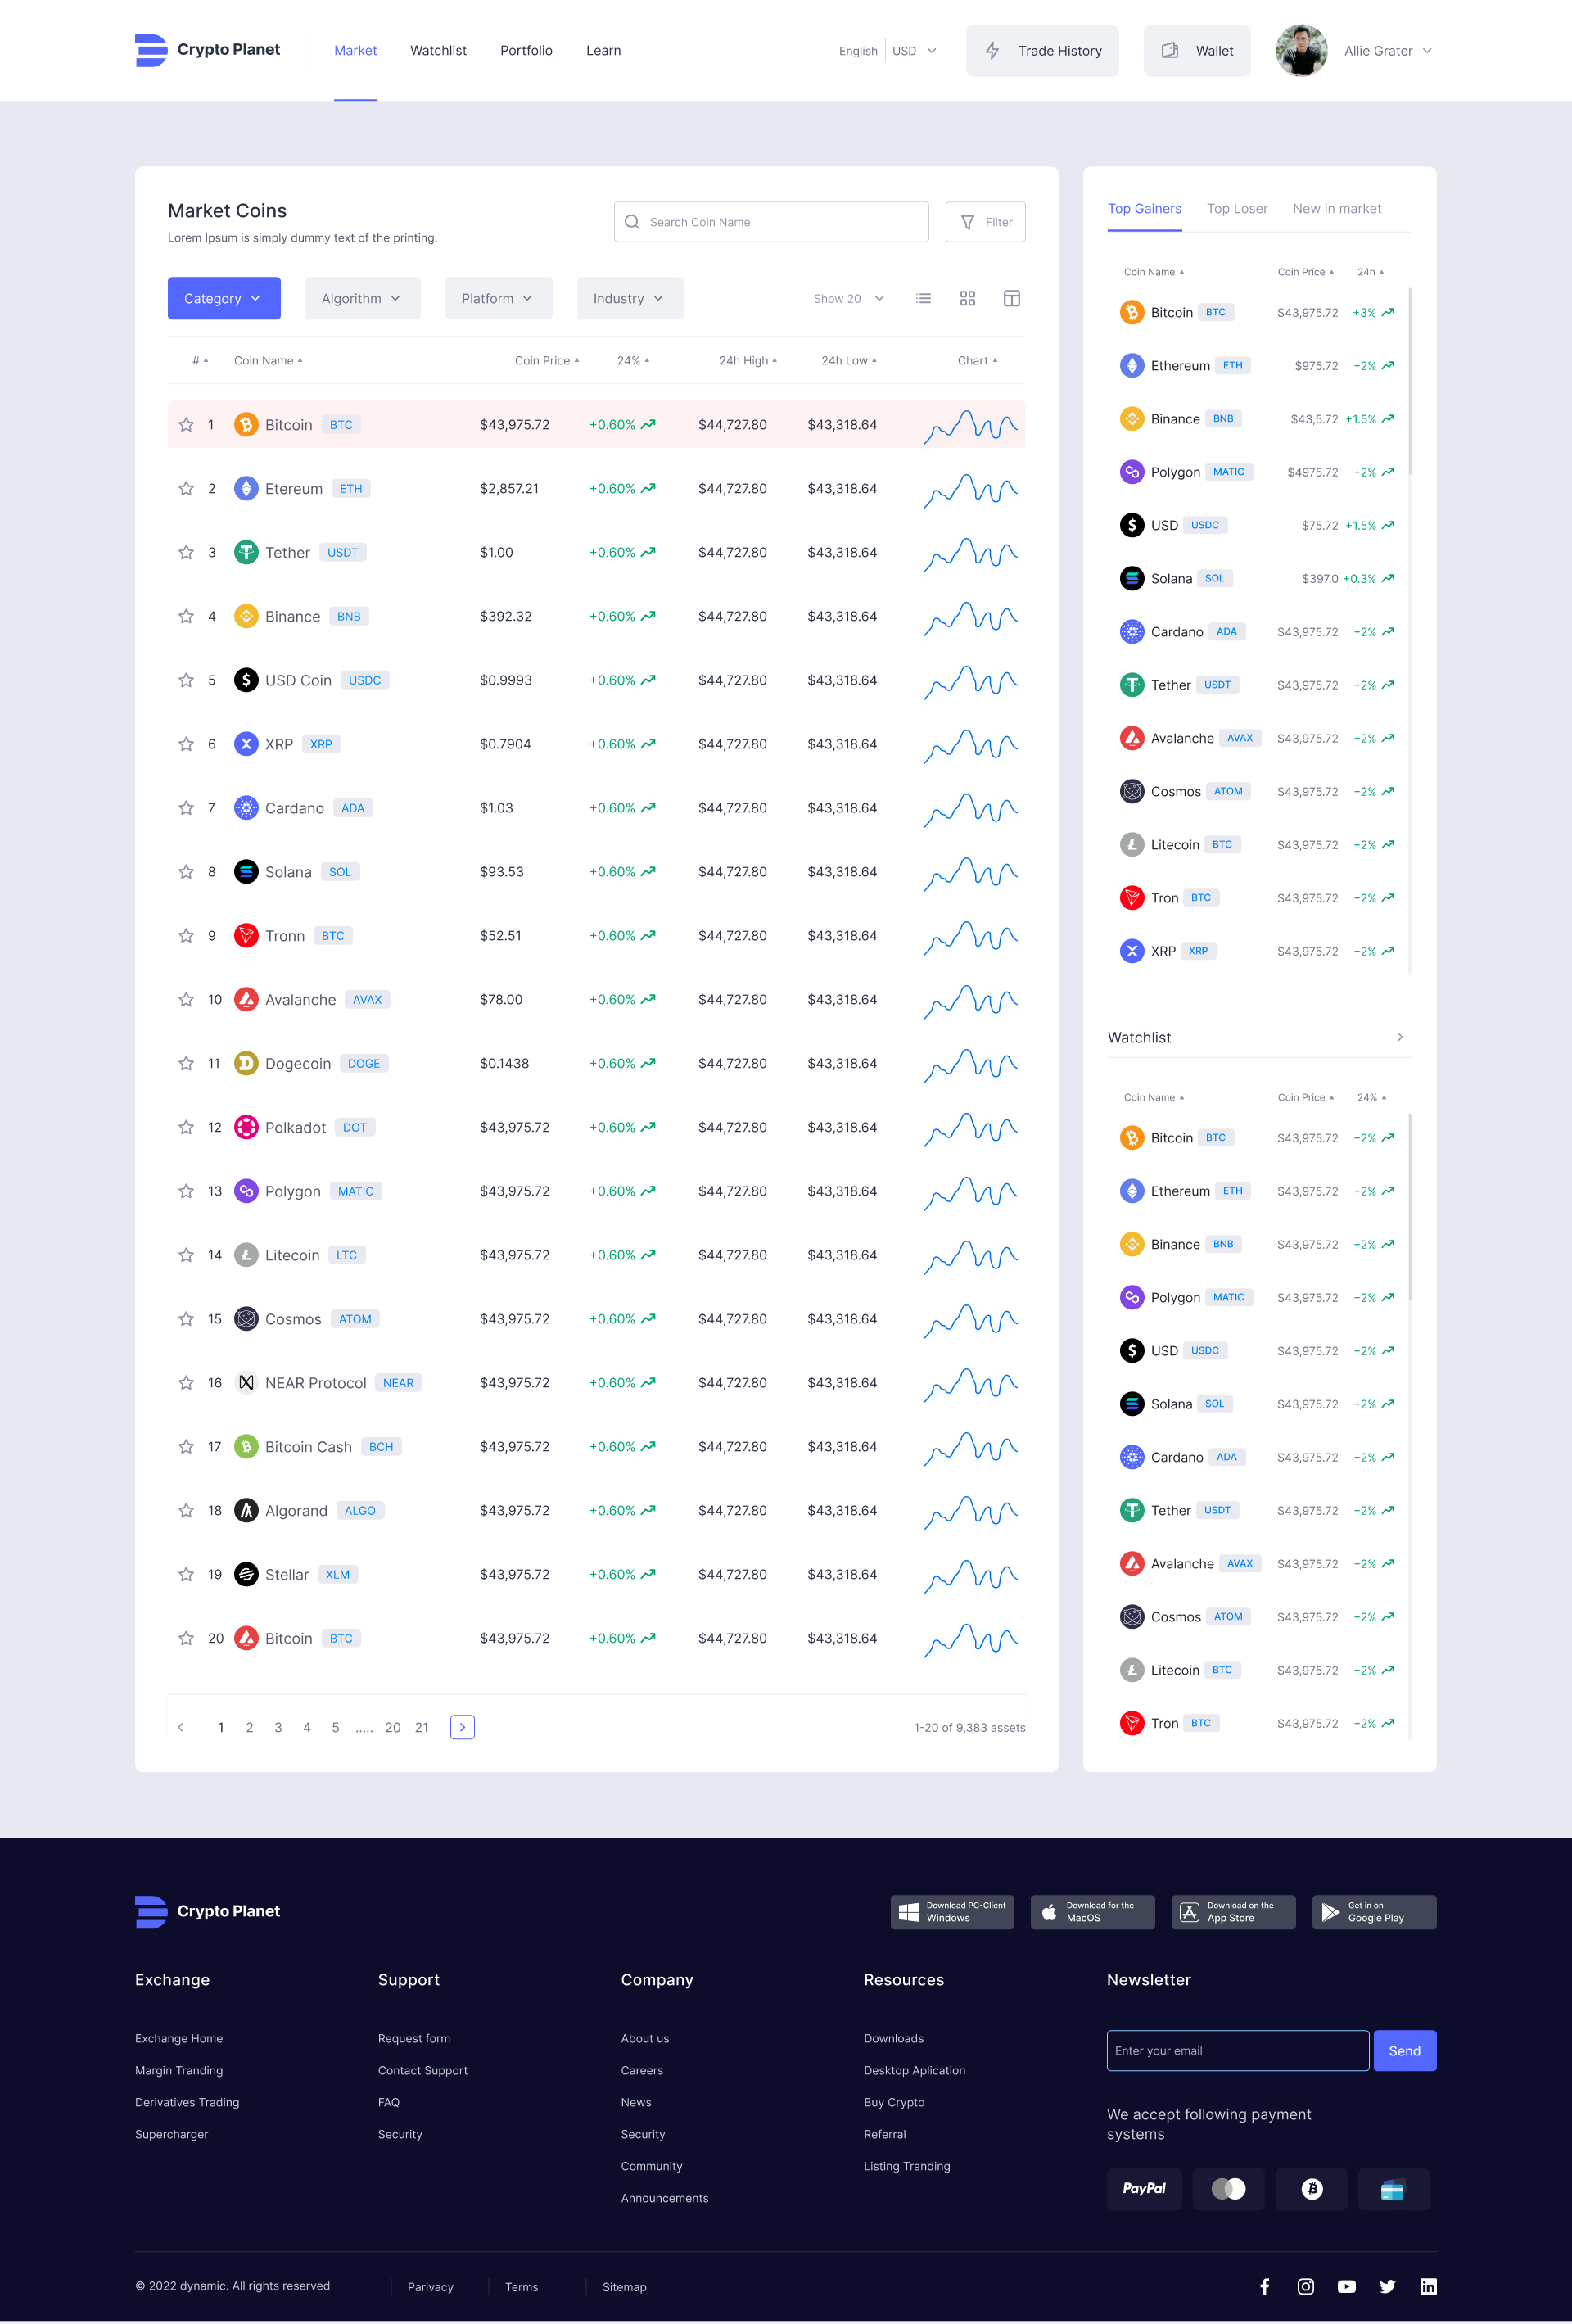 Crypto Planet
Market Watchlist Portfolio Learn
English USD
Trade History
Wallet
Allie Grater
Market Coins
Lorem Ipsum is simply dummy text of the printing.
Search Coin Name
Filter
Category Algorithm Platform Industry
Show 20
# Coin Name Coin Price 24% 24h High 24h Low Chart
1 Bitcoin BTC $43,975.72 +0.60% $44,727.80 $43,318.64
2 Etereum ETH $2,857.21 +0.60% $44,727.80 $43,318.64
3 Tether USDT $1.00 +0.60% $44,727.80 $43,318.64
4 Binance BNB $392.32 +0.60% $44,727.80 $43,318.64
5 USD Coin USDC $0.9993 +0.60% $44,727.80 $43,318.64
6 XRP XRP $0.7904 +0.60% $44,727.80 $43,318.64
7 Cardano ADA $1.03 +0.60% $44,727.80 $43,318.64
8 Solana SOL $93.53 +0.60% $44,727.80 $43,318.64
9 Tronn BTC $52.51 +0.60% $44,727.80 $43,318.64
10 Avalanche AVAX $78.00 +0.60% $44,727.80 $43,318.64
11 Dogecoin DOGE $0.1438 +0.60% $44,727.80 $43,318.64
12 Polkadot DOT $43,975.72 +0.60% $44,727.80 $43,318.64
13 Polygon MATIC $43,975.72 +0.60% $44,727.80 $43,318.64
14 Litecoin LTC $43,975.72 +0.60% $44,727.80 $43,318.64
15 Cosmos ATOM $43,975.72 +0.60% $44,727.80 $43,318.64
16 NEAR Protocol NEAR $43,975.72 +0.60% $44,727.80 $43,318.64
17 Bitcoin Cash BCH $43,975.72 +0.60% $44,727.80 $43,318.64
18 Algorand ALGO $43,975.72 +0.60% $44,727.80 $43,318.64
19 Stellar XLM $43,975.72 +0.60% $44,727.80 $43,318.64
20 Bitcoin BTC $43,975.72 +0.60% $44,727.80 $43,318.64
1 2 3 4 5 ..... 20 21
1-20 of 9,383 assets
Top Gainers Top Loser New in market
Coin Name Coin Price 24h
Bitcoin BTC $43,975.72 +3%
Ethereum ETH $975.72 +2%
Binance BNB $43,5.72 +1.5%
Polygon MATIC $4975.72 +2%
USD USDC $75.72 +1.5%
Solana SOL $397.0 +0.3%
Cardano ADA $43,975.72 +2%
Tether USDT $43,975.72 +2%
Avalanche AVAX $43,975.72 +2%
Cosmos ATOM $43,975.72 +2%
Litecoin BTC $43,975.72 +2%
Tron BTC $43,975.72 +2%
XRP XRP $43,975.72 +2%
Watchlist
Coin Name Coin Price 24%
Bitcoin BTC $43,975.72 +2%
Ethereum ETH $43,975.72 +2%
Binance BNB $43,975.72 +2%
Polygon MATIC $43,975.72 +2%
USD USDC $43,975.72 +2%
Solana SOL $43,975.72 +2%
Cardano ADA $43,975.72 +2%
Tether USDT $43,975.72 +2%
Avalanche AVAX $43,975.72 +2%
Cosmos ATOM $43,975.72 +2%
Litecoin BTC $43,975.72 +2%
Tron BTC $43,975.72 +2%
Crypto Planet
Download PC-Client
Windows
Download for the
MacOS
Download on the
App Store
Get in on
Google Play
Exchange
Exchange Home
Margin Tranding
Derivatives Trading
Supercharger
Support
Request form
Contact Support
FAQ
Security
Company
About us
Careers
News
Security
Community
Announcements
Resources
Downloads
Desktop Aplication
Buy Crypto
Referral
Listing Tranding
Newsletter
Enter your email
Send
We accept following payment
systems
PayPal
© 2022 dynamic. All rights reserved
Parivacy
Terms
Sitemap